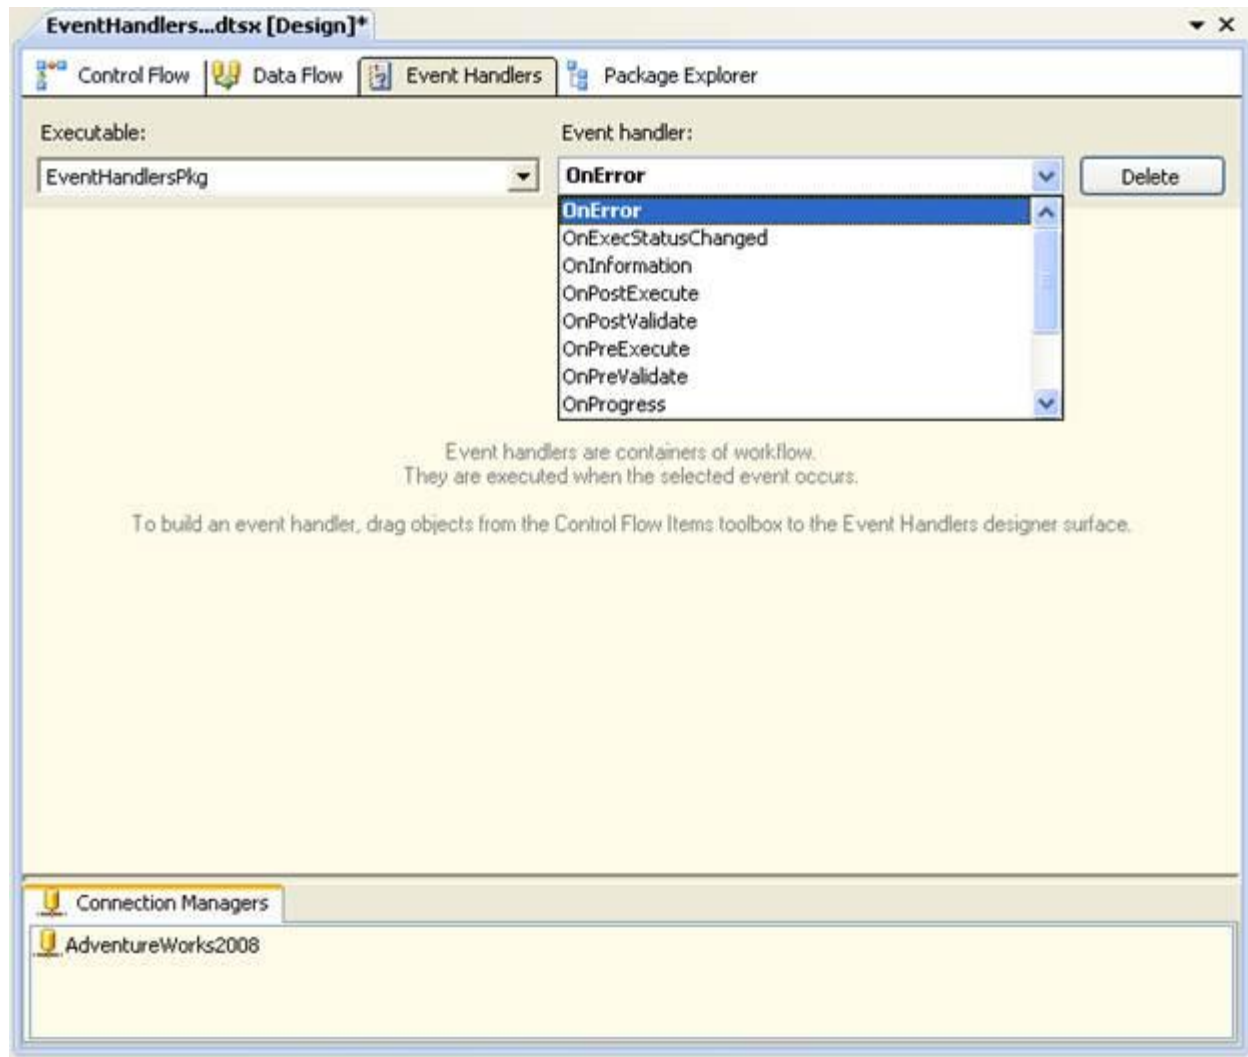 EventHandlers...dtsx [Design]*
Control Flow Data Flow Event Handlers Package Explorer
Executable: Event handler:
EventHandlersPkg OnError Delete
OnError
OnExecStatusChanged
OnInformation
OnPostExecute
OnPostValidate
OnPreExecute
OnPreValidate
OnProgress
Event handlers are containers of workflow.
They are executed when the selected event occurs.
To build an event handler, drag objects from the Control Flow Items toolbox to the Event Handlers designer surface.
Connection Managers
AdventureWorks2008